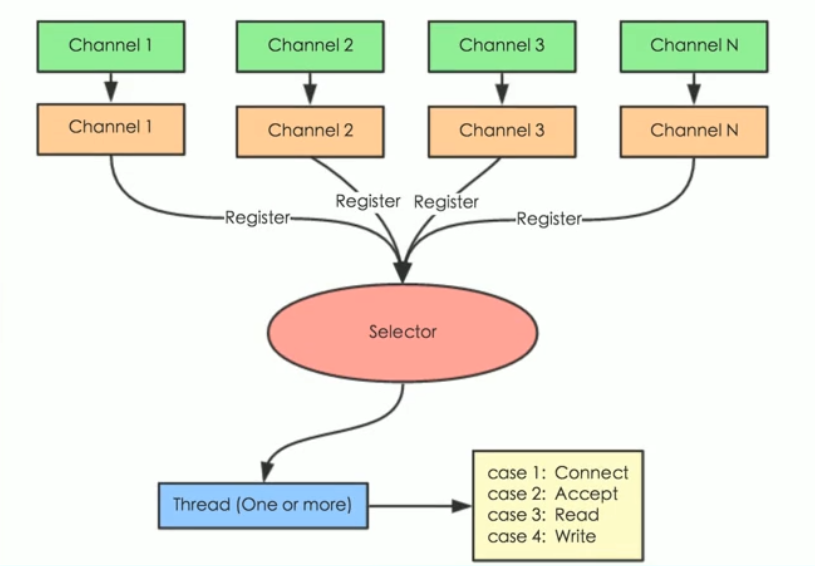 Channel 1
Channel 2
Channel 3
Channel N
Channel 1
Channel 2
Channel 3
Channel N
Register
Register
Register
Register
Selector
Thread (One or more)
case 1: Connect
case 2: Accept
case 3: Read
case 4: Write